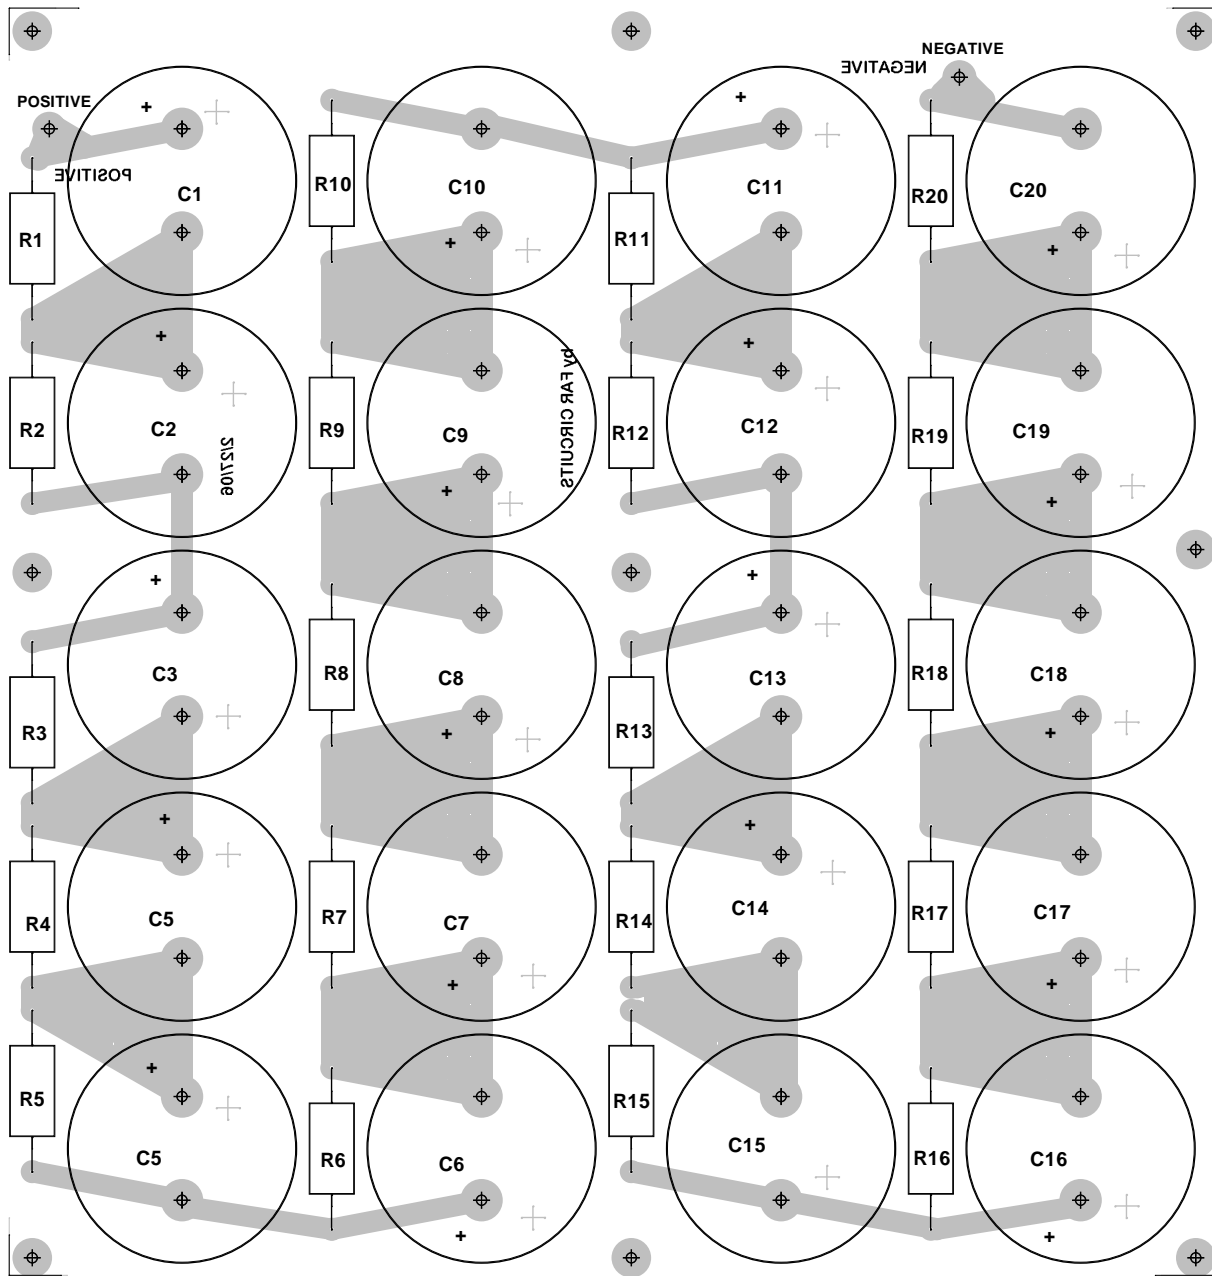 NEGATIVE
NEGATIVE
POSITIVE
POSITIVE
R1
C1
R10
C10
R11
C11
R20
C20
R2
C2
2/27/06
R9
C9
by FAR CIRCUITS
R12
C12
R19
C19
R3
C3
R8
C8
R13
C13
R18
C18
R4
C5
R7
C7
R14
C14
R17
C17
R5
C5
R6
C6
R15
C15
R16
C16